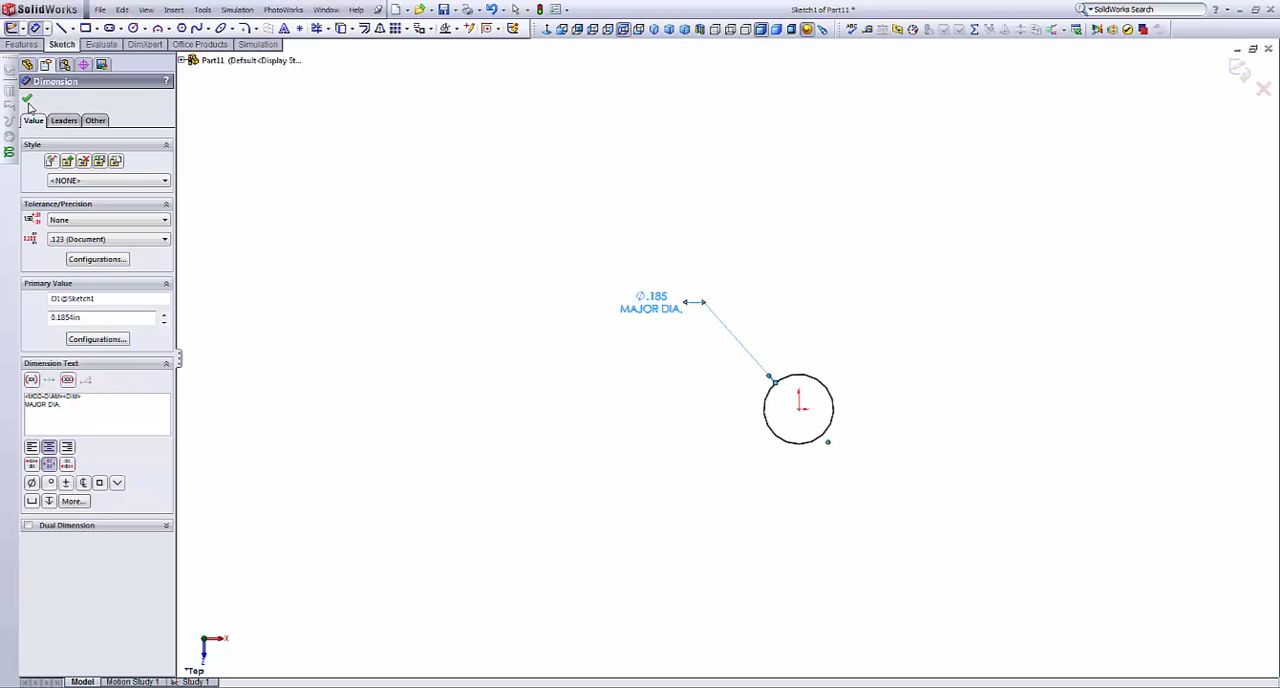 SolidWorks File Edit View Insert Tools Simulation PhotoWorks Window Help Sketch1 of Part11 * SolidWorks Search
Features Sketch Evaluate DimXpert Office Products Simulation
Part11 (Default<Display St...
Dimension ?
Value Leaders Other
Style
<NONE>
Tolerance/Precision
None
.123 (Document)
Configurations...
Primary Value
D1@Sketch1
0.1854in
Configurations...
Dimension Text
<MOD-DIAM><DIM>
MAJOR DIA.
More...
Dual Dimension
∅.185
MAJOR DIA.
X
Z
*Top
Model Motion Study 1 Study 1